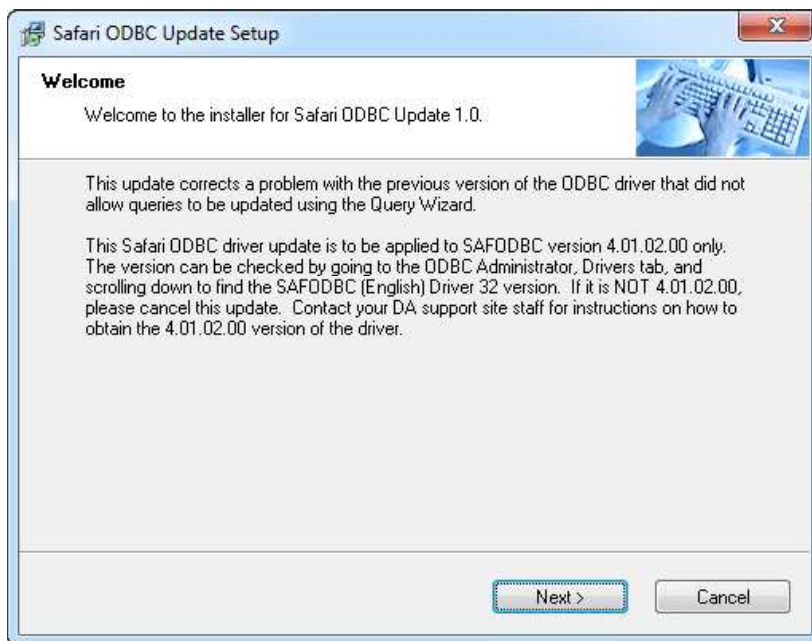 Safari ODBC Update Setup
Welcome
Welcome to the installer for Safari ODBC Update 1.0.
This update corrects a problem with the previous version of the ODBC driver that did not
allow queries to be updated using the Query Wizard.
This Safari ODBC driver update is to be applied to SAFODBC version 4.01.02.00 only.
The version can be checked by going to the ODBC Administrator, Drivers tab, and
scrolling down to find the SAFODBC (English) Driver 32 version.  If it is NOT 4.01.02.00,
please cancel this update.  Contact your DA support site staff for instructions on how to
obtain the 4.01.02.00 version of the driver.
Next >
Cancel